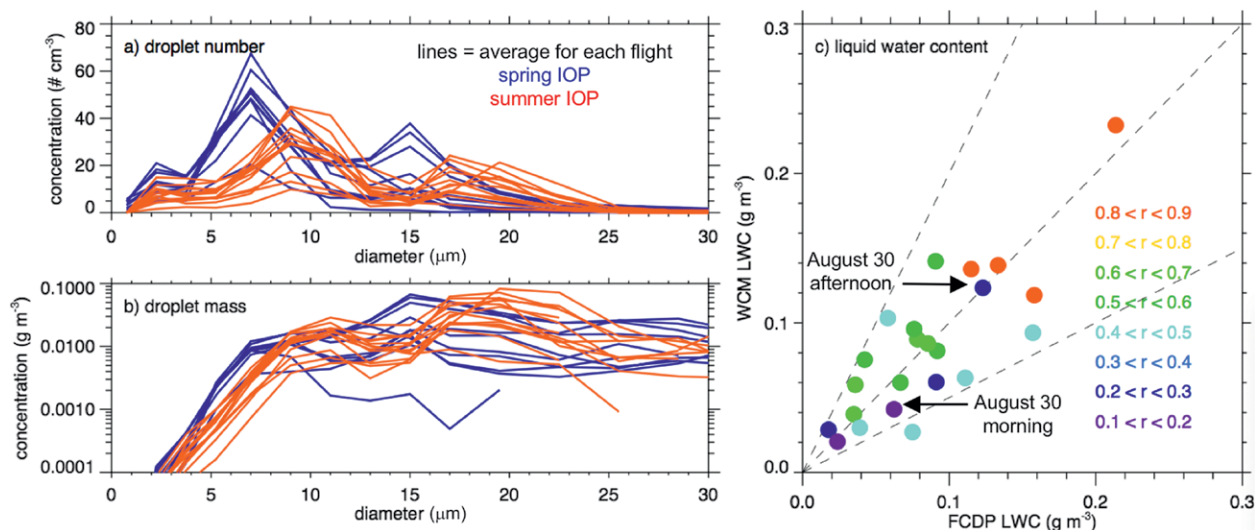 a) droplet number
lines = average for each flight
spring IOP
summer IOP
concentration (# cm-3)
80
60
40
20
0
0 5 10 15 20 25 30
diameter (μm)
b) droplet mass
concentration (g m-3)
0.1000
0.0100
0.0010
0.0001
0 5 10 15 20 25 30
diameter (μm)
c) liquid water content
WCM LWC (g m-3)
0.3
0.2
0.1
0.0
0.8 < r < 0.9
0.7 < r < 0.8
0.6 < r < 0.7
0.5 < r < 0.6
0.4 < r < 0.5
0.3 < r < 0.4
0.2 < r < 0.3
0.1 < r < 0.2
August 30
afternoon
August 30
morning
0.0 0.1 0.2 0.3
FCDP LWC (g m-3)